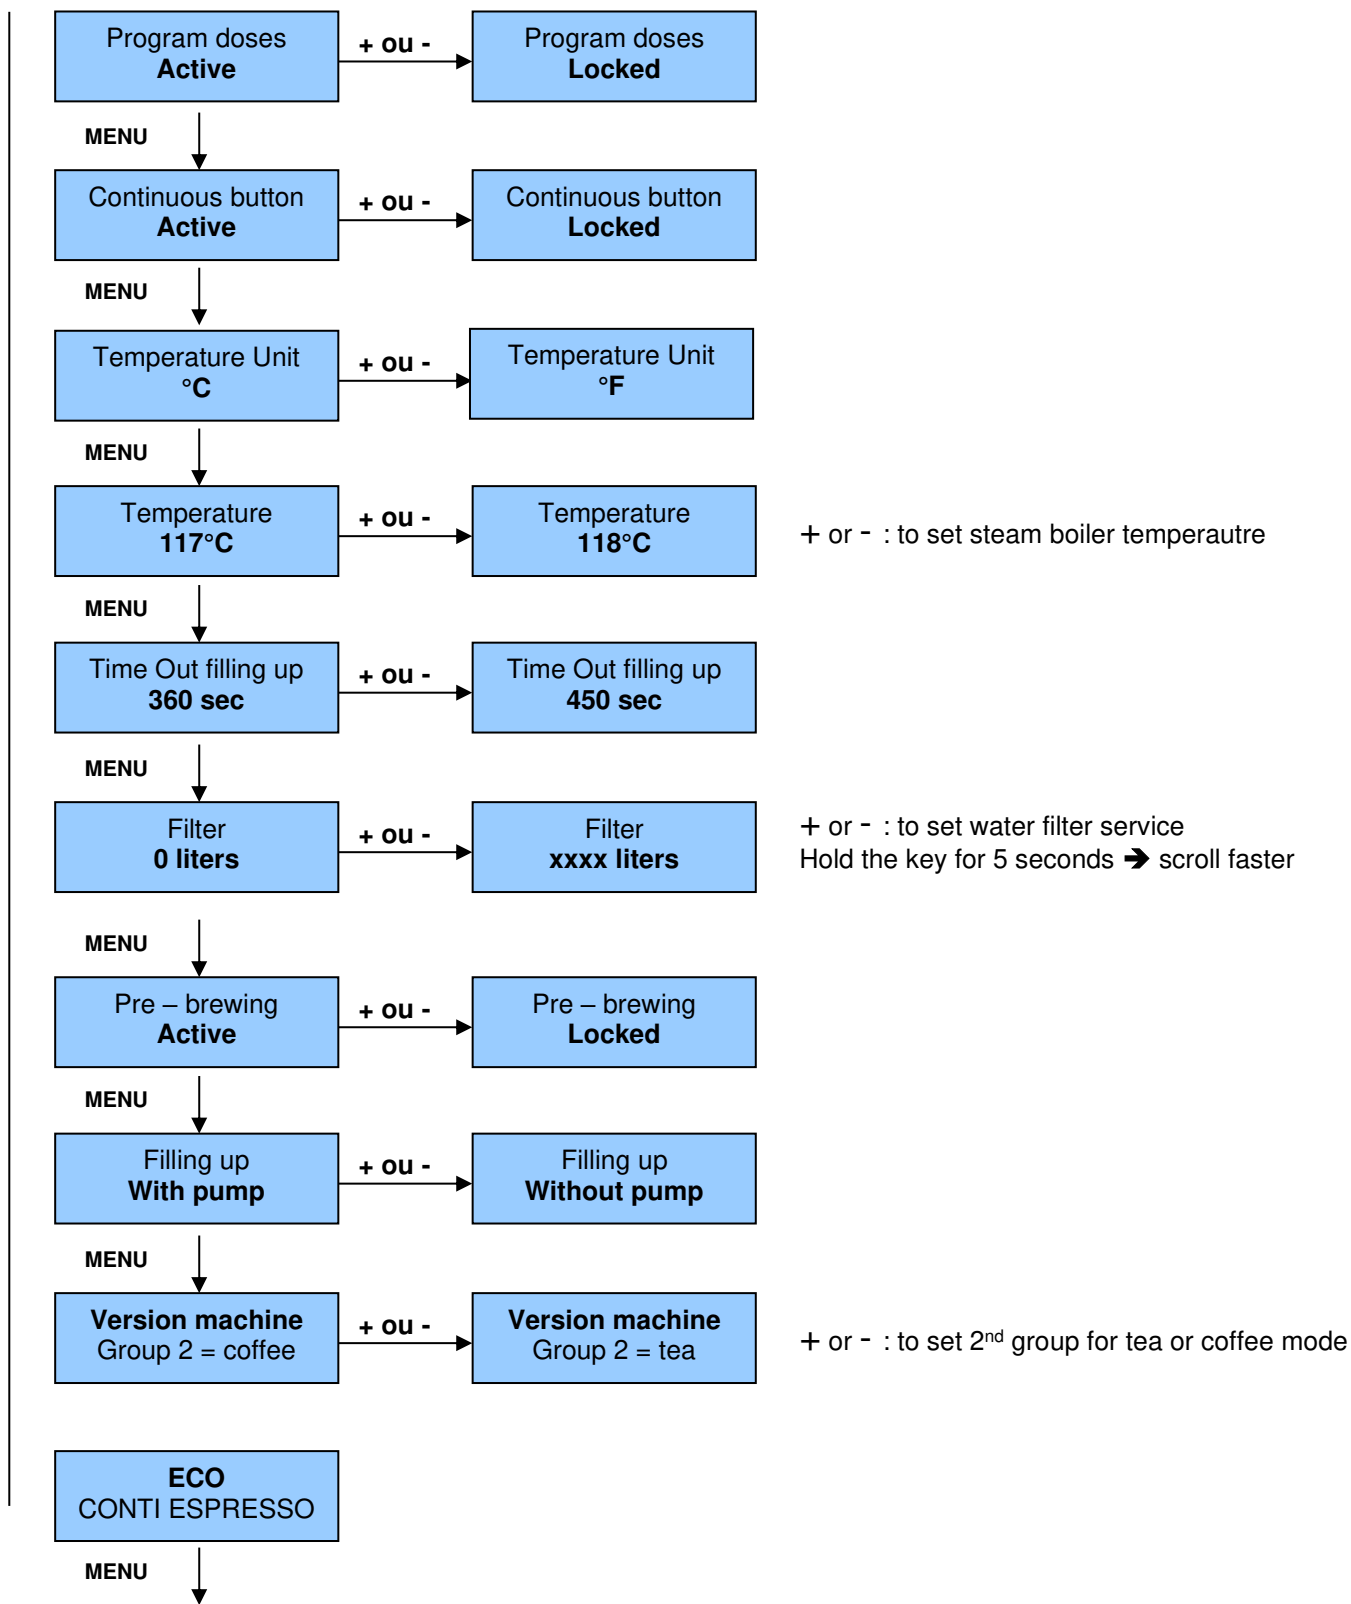 Program doses
Active
+ ou -
Program doses
Locked
MENU
Continuous button
Active
+ ou -
Continuous button
Locked
MENU
Temperature Unit
°C
+ ou -
Temperature Unit
°F
MENU
Temperature
117°C
+ ou -
Temperature
118°C
+ or - : to set steam boiler temperautre
MENU
Time Out filling up
360 sec
+ ou -
Time Out filling up
450 sec
MENU
Filter
0 liters
+ ou -
Filter
xxxx liters
+ or - : to set water filter service
Hold the key for 5 seconds ➔ scroll faster
MENU
Pre – brewing
Active
+ ou -
Pre – brewing
Locked
MENU
Filling up
With pump
+ ou -
Filling up
Without pump
MENU
Version machine
Group 2 = coffee
+ ou -
Version machine
Group 2 = tea
+ or - : to set 2nd group for tea or coffee mode
ECO
CONTI ESPRESSO
MENU